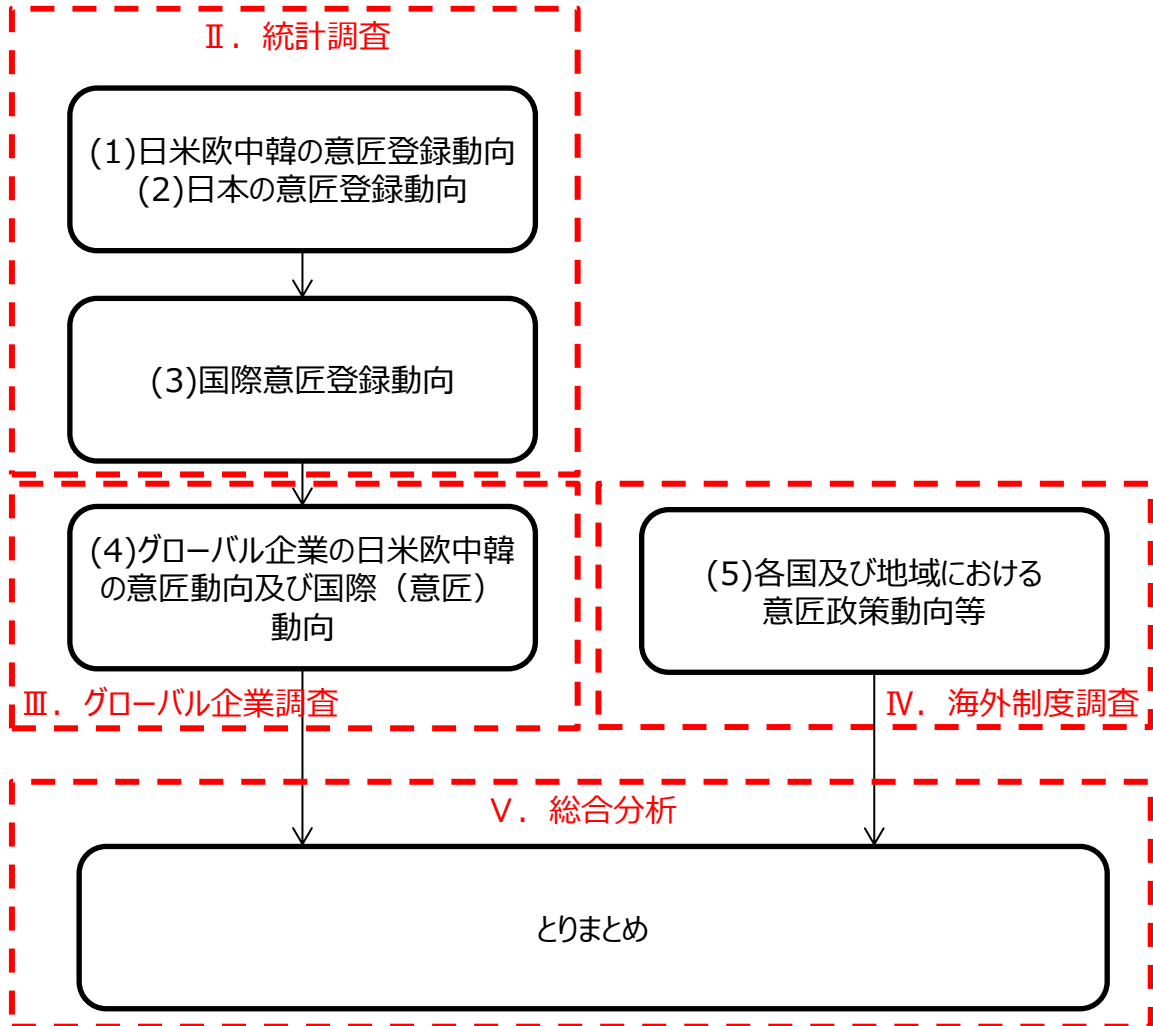 Ⅱ．統計調査
(1)日米欧中韓の意匠登録動向
(2)日本の意匠登録動向
(3)国際意匠登録動向
(4)グローバル企業の日米欧中韓
の意匠動向及び国際（意匠）
動向
Ⅲ．グローバル企業調査
(5)各国及び地域における
意匠政策動向等
Ⅳ．海外制度調査
Ⅴ．総合分析
とりまとめ